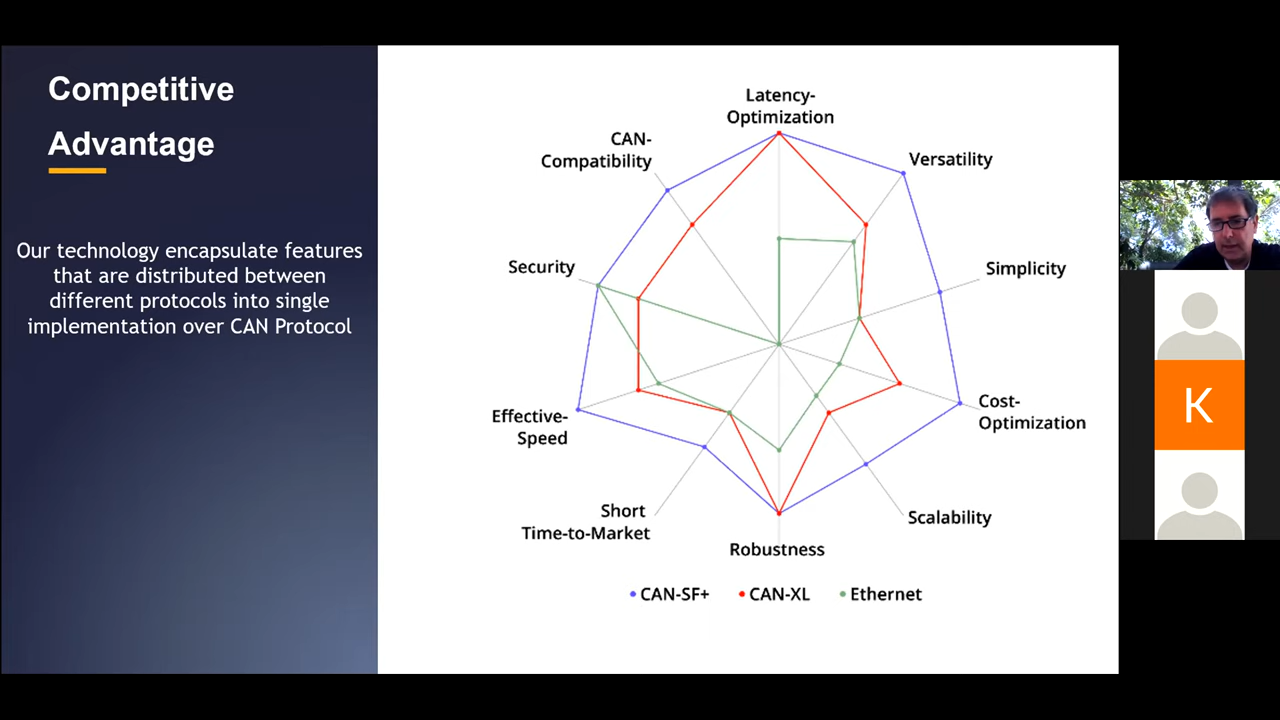 Competitive
Advantage
Our technology encapsulate features
that are distributed between
different protocols into single
implementation over CAN Protocol
Latency-
Optimization
Versatility
Simplicity
Cost-
Optimization
Scalability
Robustness
Short
Time-to-Market
Effective-
Speed
Security
CAN-
Compatibility
CAN-SF+
CAN-XL
Ethernet
K